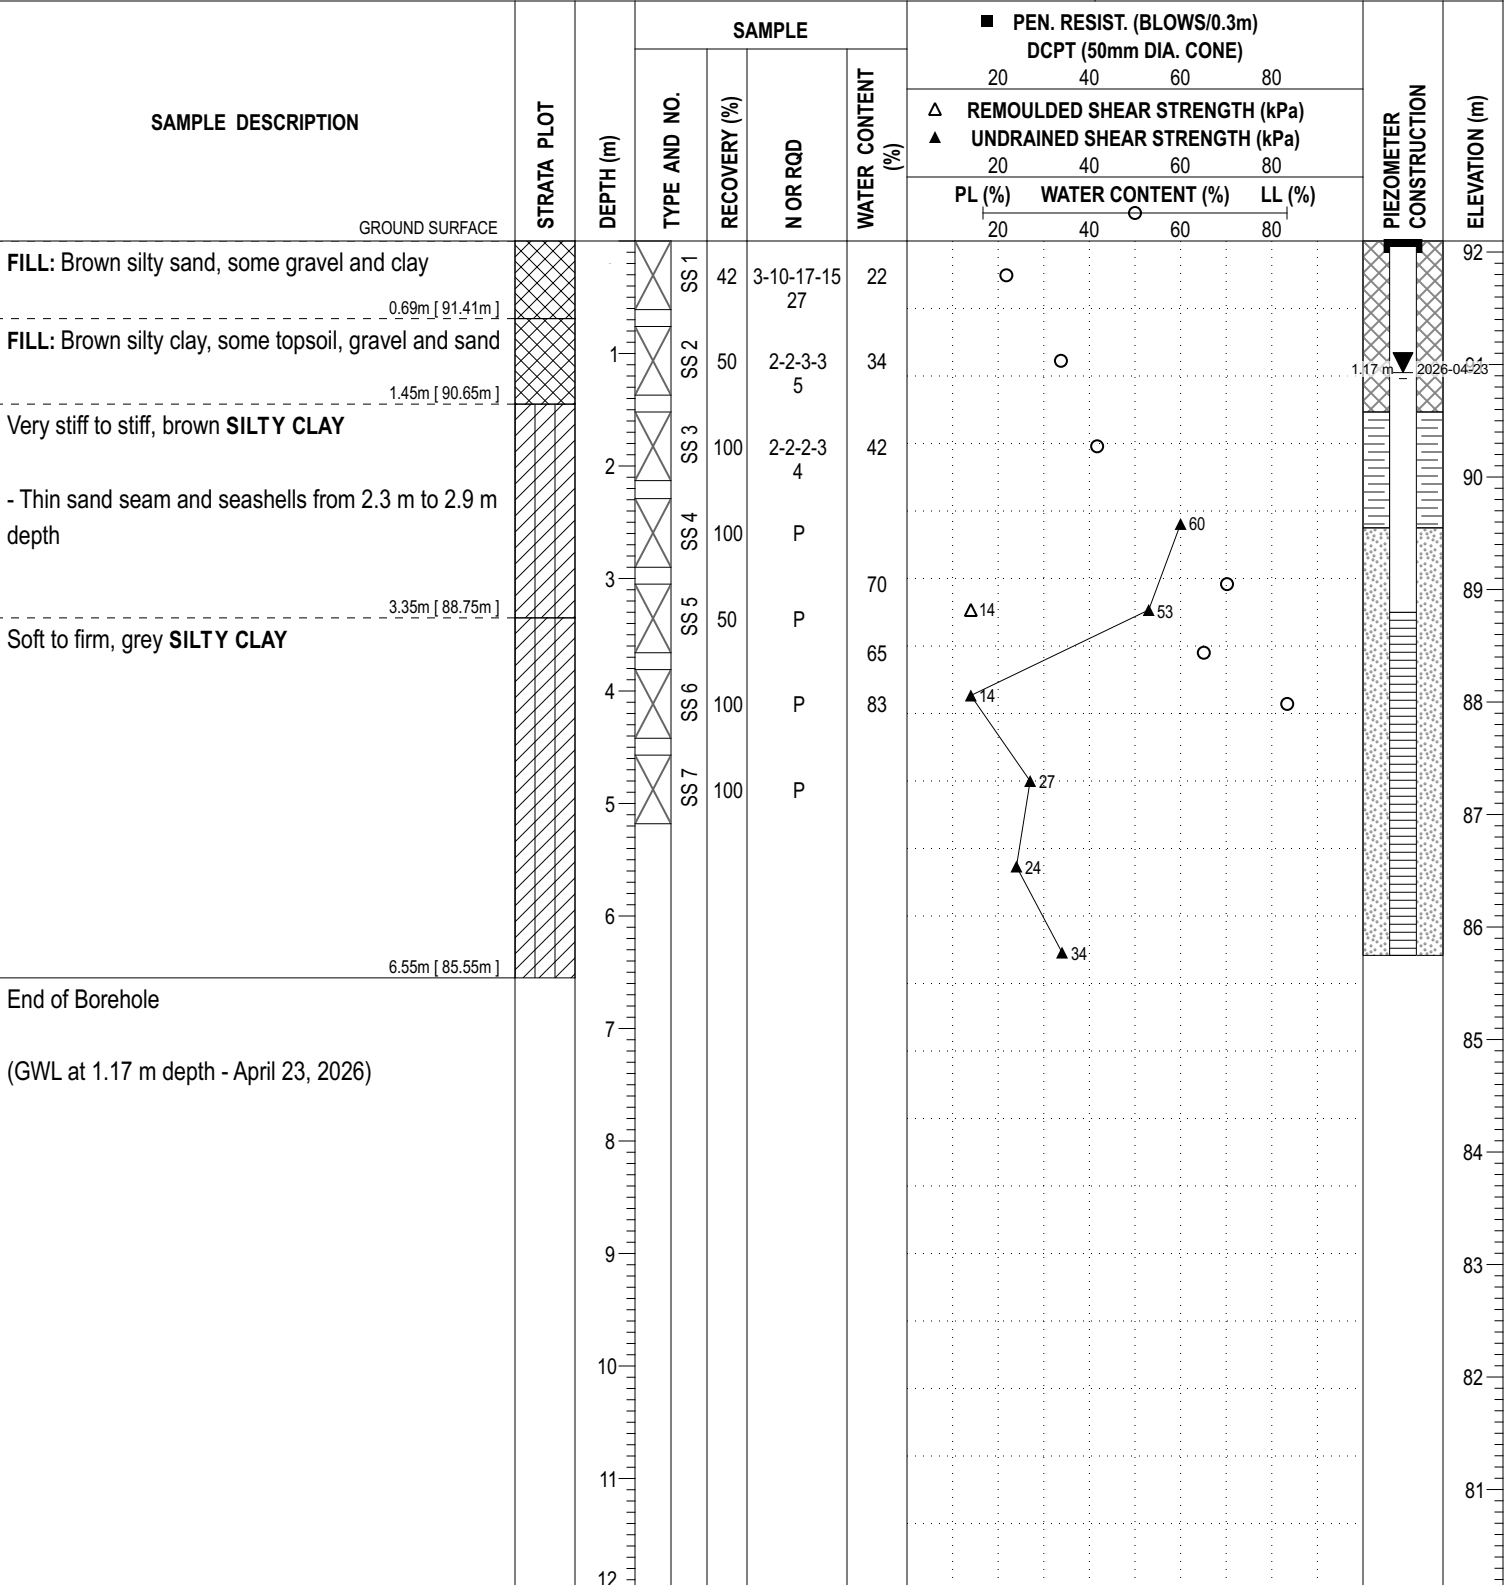 SAMPLE DESCRIPTION
GROUND SURFACE
STRATA PLOT
DEPTH (m)
SAMPLE
TYPE AND NO.
RECOVERY (%)
N OR RQD
WATER CONTENT
(%)
■ PEN. RESIST. (BLOWS/0.3m)
DCPT (50mm DIA. CONE)
20 40 60 80
△ REMOULDED SHEAR STRENGTH (kPa)
▲ UNDRAINED SHEAR STRENGTH (kPa)
20 40 60 80
PL (%) WATER CONTENT (%) LL (%)
20 40 60 80
PIEZOMETER
CONSTRUCTION
ELEVATION (m)
FILL: Brown silty sand, some gravel and clay
0.69m [ 91.41m ]
FILL: Brown silty clay, some topsoil, gravel and sand
1.45m [ 90.65m ]
Very stiff to stiff, brown SILTY CLAY
- Thin sand seam and seashells from 2.3 m to 2.9 m
depth
3.35m [ 88.75m ]
Soft to firm, grey SILTY CLAY
6.55m [ 85.55m ]
End of Borehole
(GWL at 1.17 m depth - April 23, 2026)
1
2
3
4
5
6
7
8
9
10
11
12
SS 1 42 3-10-17-15 22
27
SS 2 50 2-2-3-3 34
5
SS 3 100 2-2-2-3 42
4
SS 4 100 P
70
SS 5 50 P
65
SS 6 100 P 83
SS 7 100 P
60
14
53
14
27
24
34
1.17 m 2026-04-23
92
91
90
89
88
87
86
85
84
83
82
81